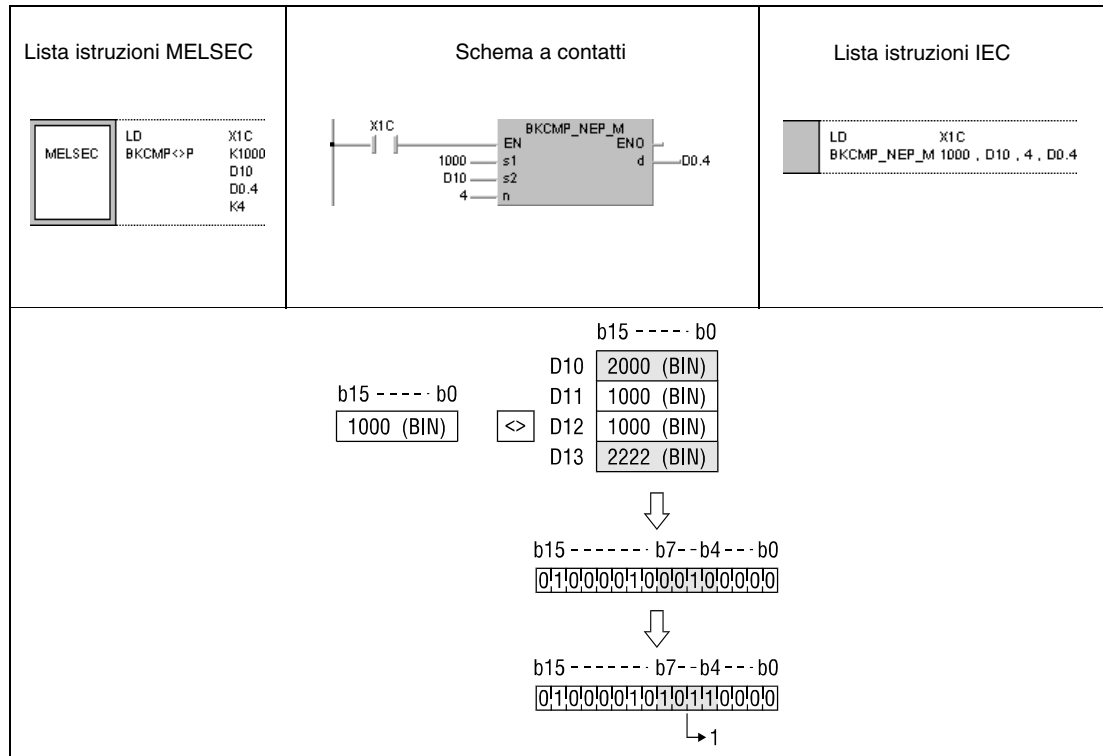 Lista istruzioni MELSEC
Schema a contatti
Lista istruzioni IEC
MELSEC
LD X1C
BKCMP<>P K1000
D10
D0.4
K4
X1C
BKCMP_NEP_M
EN ENO
1000 s1 d D0.4
D10 s2
4 n
LD X1C
BKCMP_NEP_M 1000 , D10 , 4 , D0.4
b15 ----- b0
D10 2000 (BIN)
D11 1000 (BIN)
D12 1000 (BIN)
D13 2222 (BIN)
b15 ----- b0
1000 (BIN)
<>
b15 ------- b7--b4---b0
0 1 0 0 0 0 1 0 0 0 1 0 0 0 0 0
b15 ------- b7--b4---b0
0 1 0 0 0 0 1 0 1 0 1 1 0 0 0 0
1